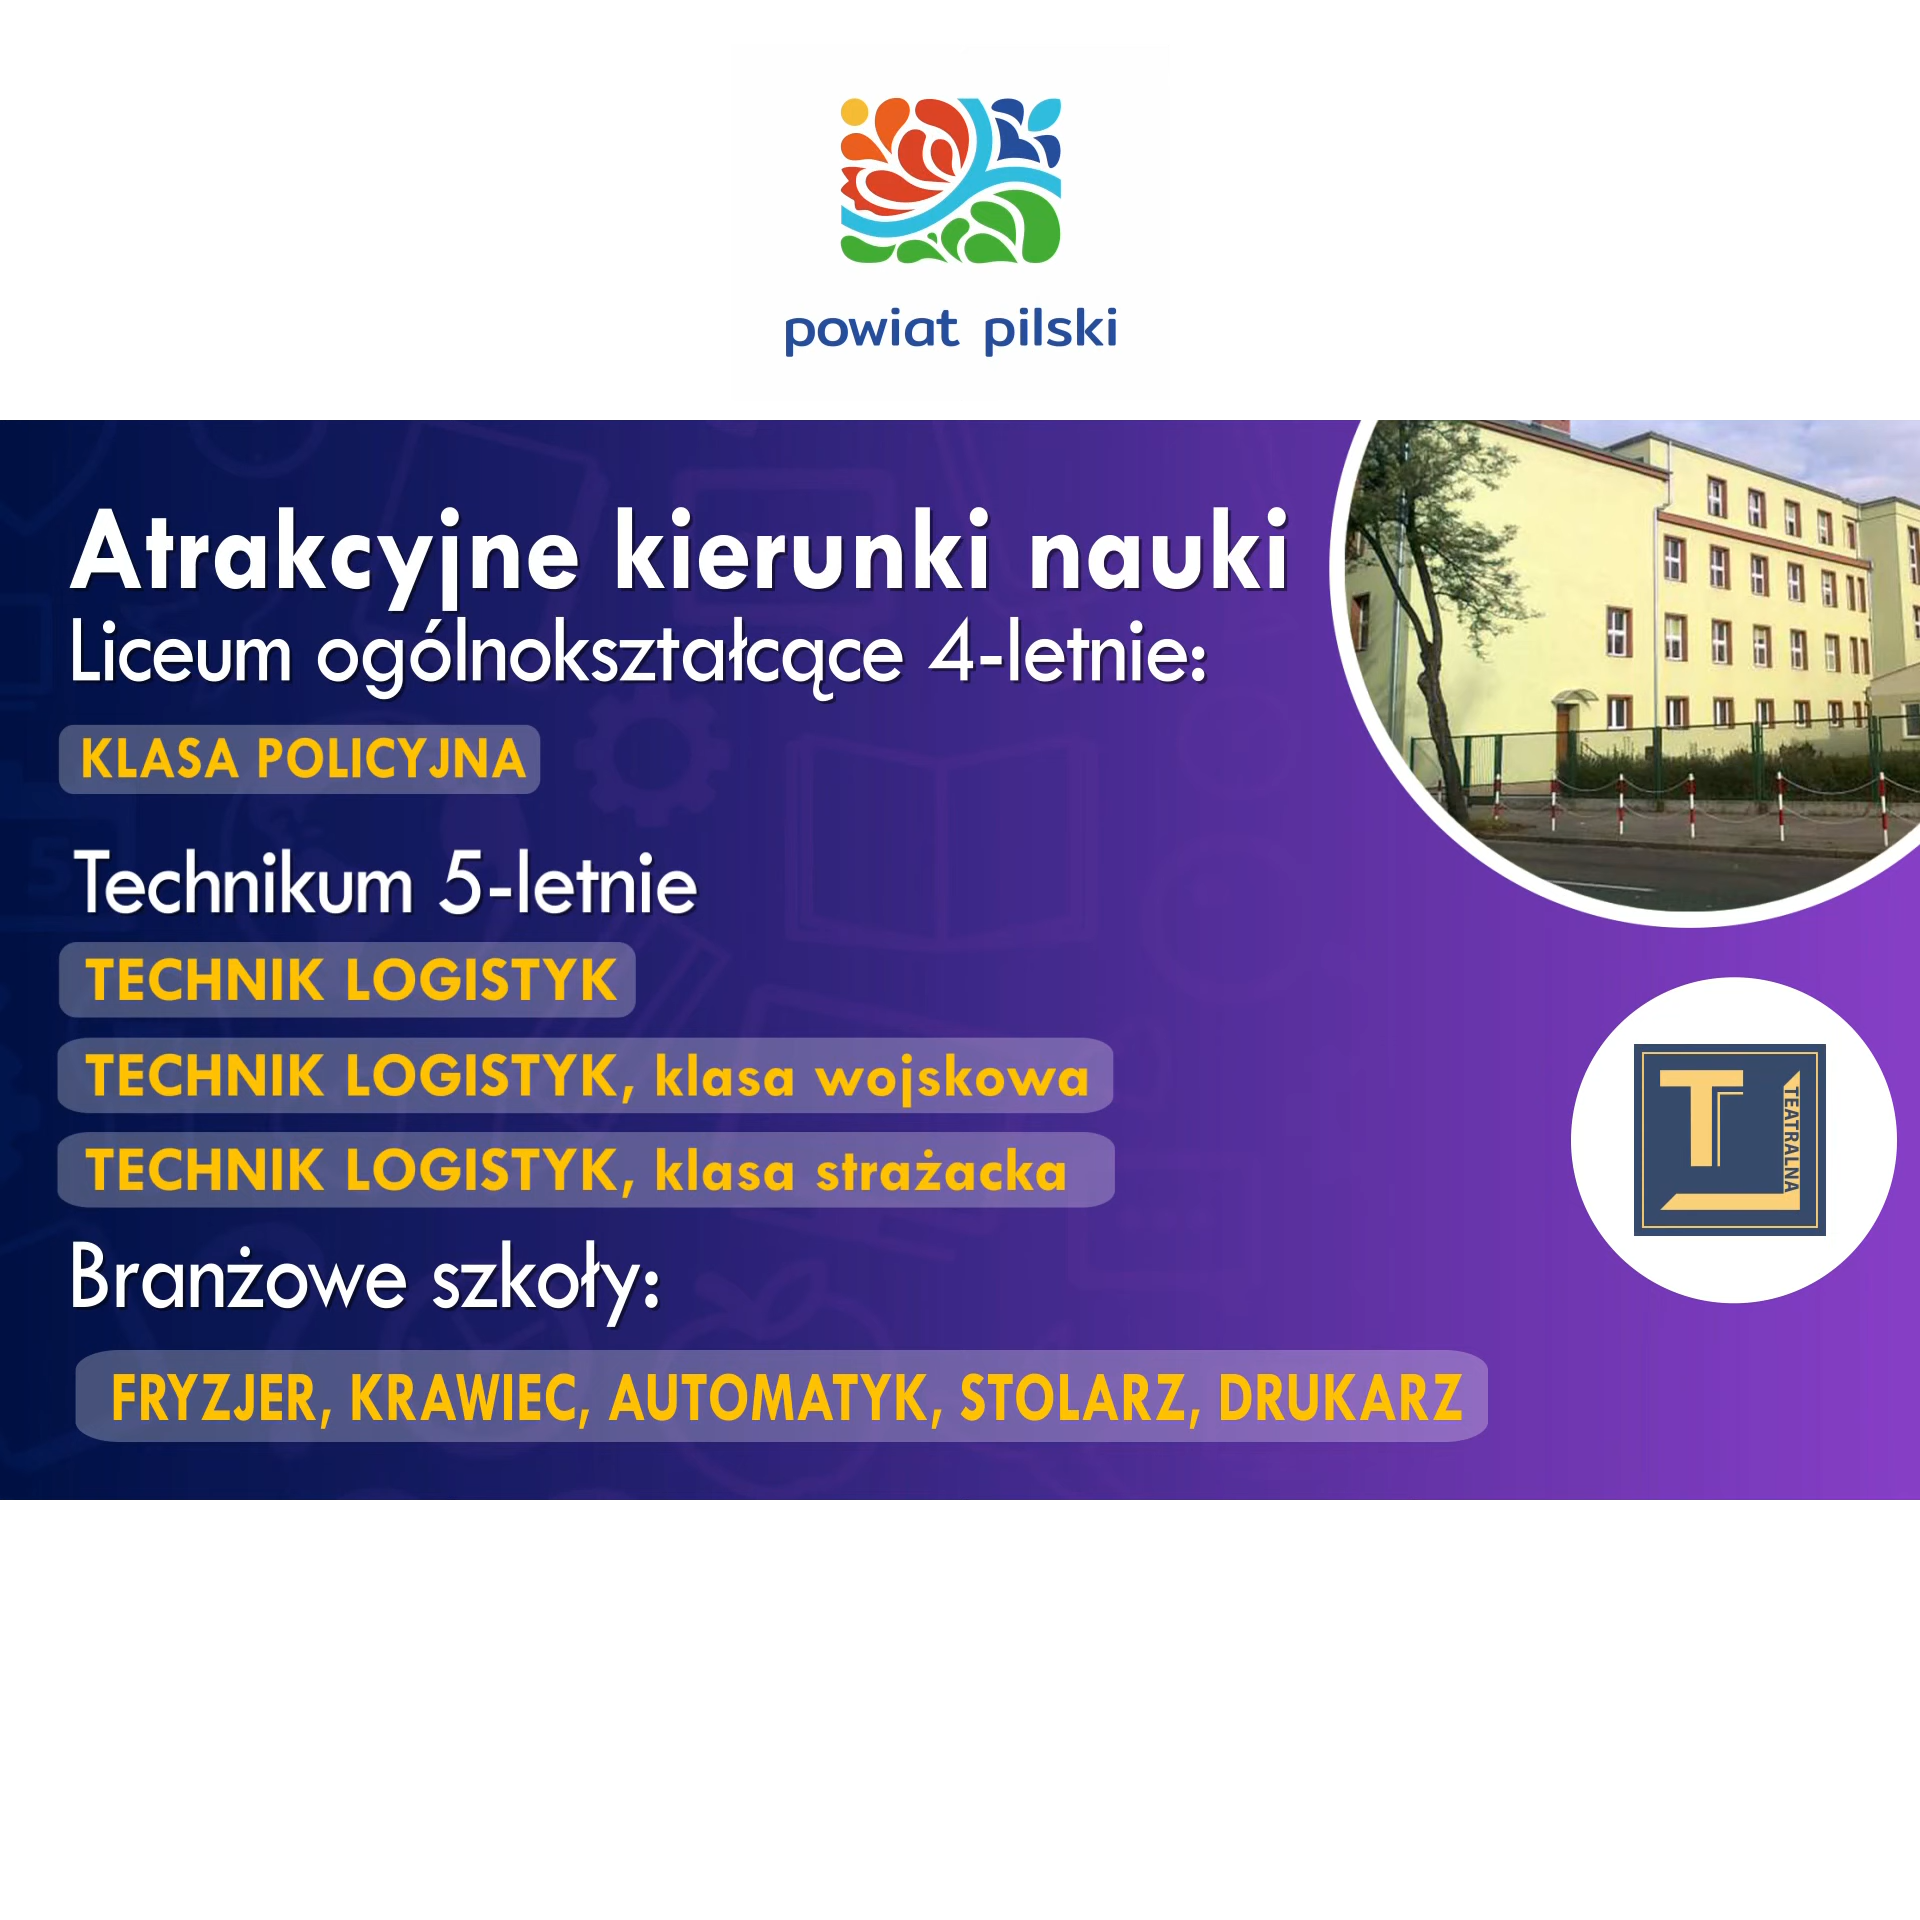 powiat pilski
Atrakcyjne kierunki nauki
Liceum ogólnokształcące 4-letnie:
KLASA POLICYJNA
Technikum 5-letnie
TECHNIK LOGISTYK
TECHNIK LOGISTYK, klasa wojskowa
TECHNIK LOGISTYK, klasa strażacka
T TEATRALNA
Branżowe szkoły:
FRYZJER, KRAWIEC, AUTOMATYK, STOLARZ, DRUKARZ